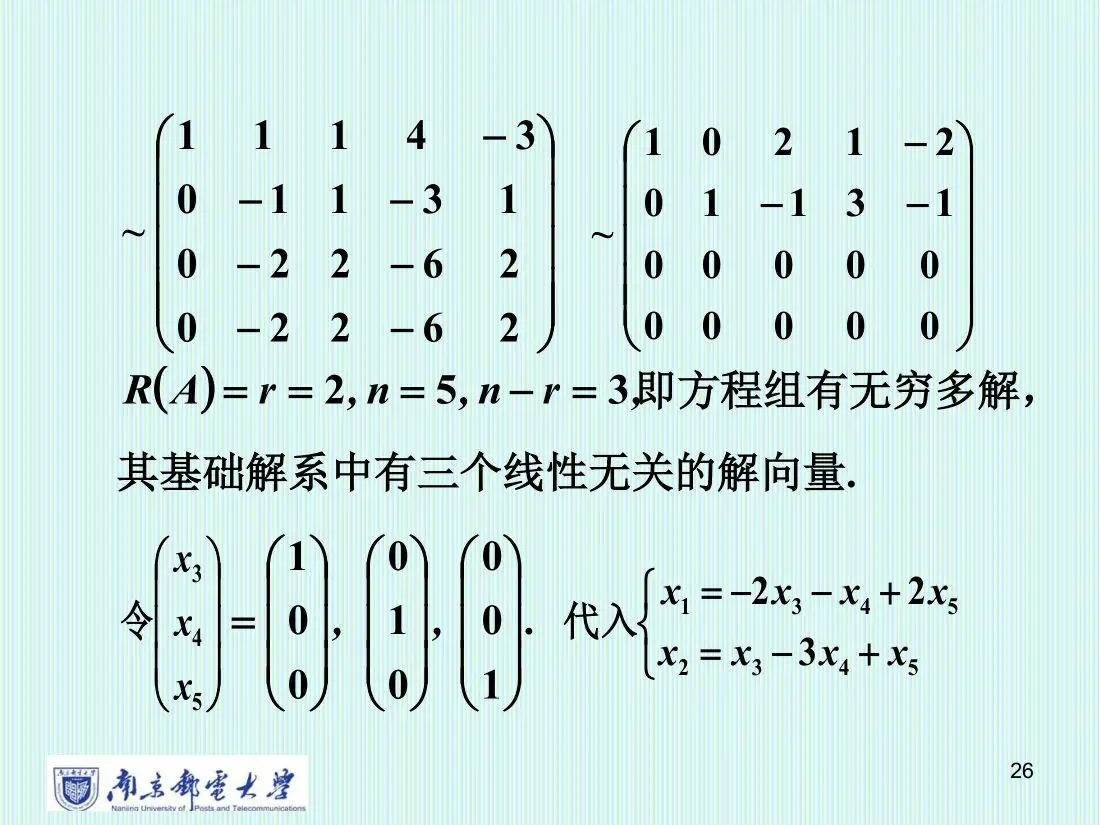 ~ ( 1 1 1 4 −3 ) ~ ( 1 0 2 1 −2 )
( 0 −1 1 −3 1 ) ( 0 1 −1 3 −1 )
( 0 −2 2 −6 2 ) ( 0 0 0 0 0 )
( 0 −2 2 −6 2 ) ( 0 0 0 0 0 )
R(A) = r = 2, n = 5, n − r = 3, 即方程组有无穷多解，
其基础解系中有三个线性无关的解向量.
令 ( x₃ x₄ x₅ ) = ( 1 0 0 ), ( 0 1 0 ), ( 0 0 1 ). 代入 { x₁ = −2x₃ − x₄ + 2x₅
x₂ = x₃ − 3x₄ + x₅
南京邮电大学
Nanjing University of Posts and Telecommunications
26